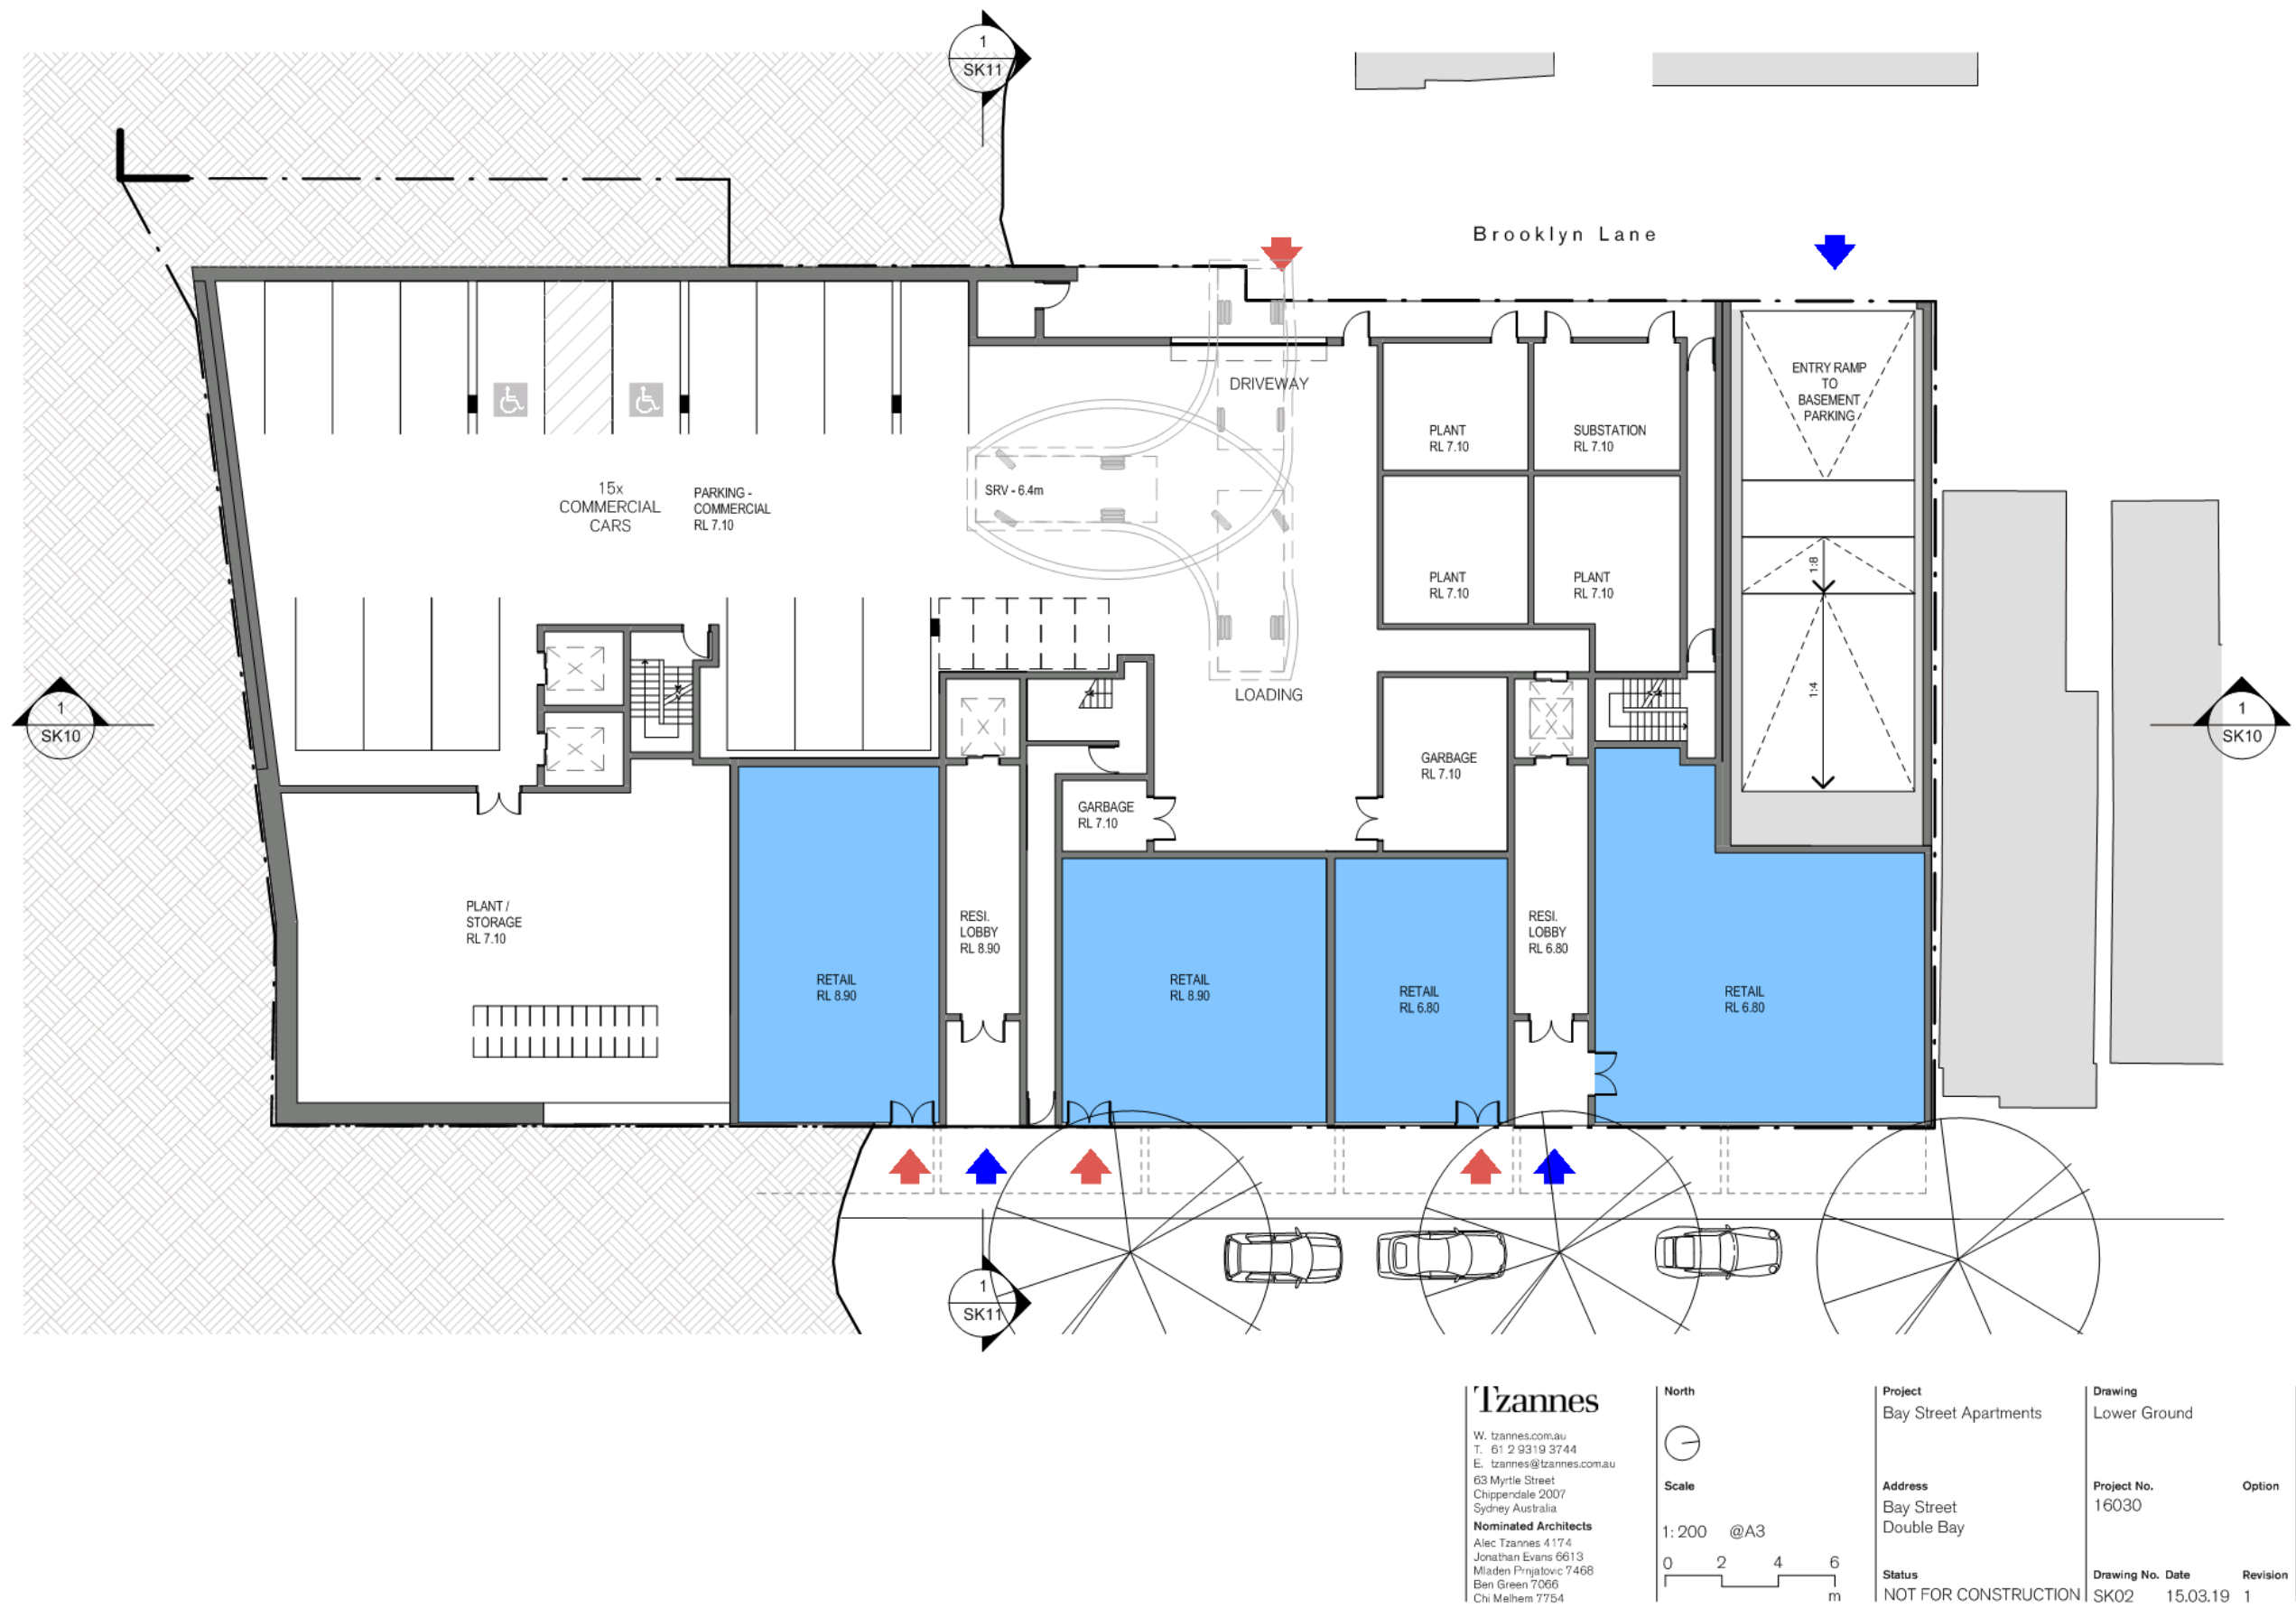 1
SK11
Brooklyn Lane
ENTRY RAMP
TO
BASEMENT
PARKING
DRIVEWAY
PLANT
RL 7.10
SUBSTATION
RL 7.10
15x
COMMERCIAL
CARS
PARKING -
COMMERCIAL
RL 7.10
SRV - 6.4m
PLANT
RL 7.10
PLANT
RL 7.10
1:8
1:4
LOADING
1
SK10
1
SK10
GARBAGE
RL 7.10
GARBAGE
RL 7.10
PLANT /
STORAGE
RL 7.10
RESI.
LOBBY
RL 8.90
RESI.
LOBBY
RL 6.80
RETAIL
RL 8.90
RETAIL
RL 8.90
RETAIL
RL 6.80
RETAIL
RL 6.80
1
SK11
Tzannes
W. tzannes.com.au
T. 61 2 9319 3744
E. tzannes@tzannes.com.au
63 Myrtle Street
Chippendale 2007
Sydney Australia
Nominated Architects
Alec Tzannes 4174
Jonathan Evans 6613
Mladen Prnjatovic 7468
Ben Green 7066
Chi Melhem 7754
North
Scale
1: 200 @A3
0 2 4 6
m
Project
Bay Street Apartments
Address
Bay Street
Double Bay
Status
NOT FOR CONSTRUCTION
Drawing
Lower Ground
Project No. Option
16030
Drawing No. Date Revision
SK02 15.03.19 1